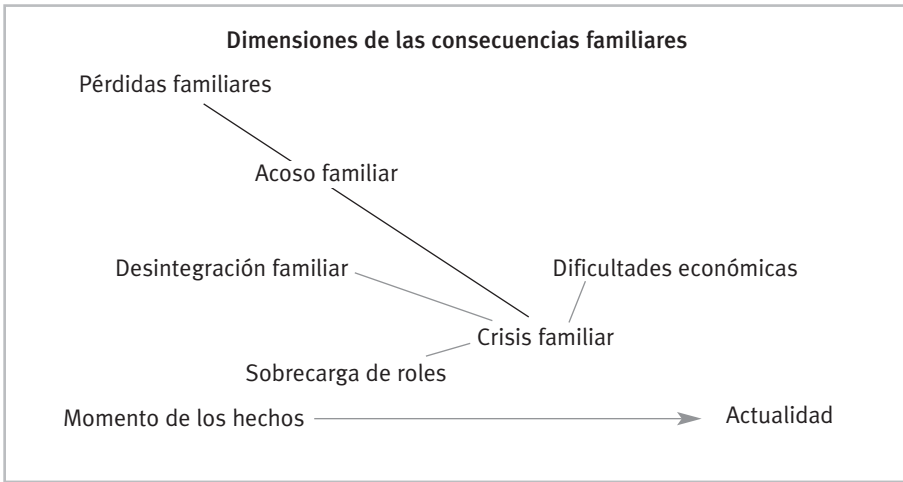 Dimensiones de las consecuencias familiares
Pérdidas familiares
Acoso familiar
Desintegración familiar
Dificultades económicas
Crisis familiar
Sobrecarga de roles
Momento de los hechos
Actualidad